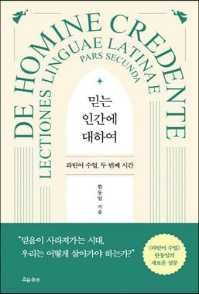 DE HOMINE CREDENTE
LECTIONES LINGUAE LATINAE
PARS SECUNDA
믿는
인간에
대하여
라틴어 수업, 두 번째 시간
한동일 지음
“믿음이 사라져가는 시대,
우리는 어떻게 살아가야 하는가?”
《라틴어 수업》
한동일의
새로운 질문
흐름출판